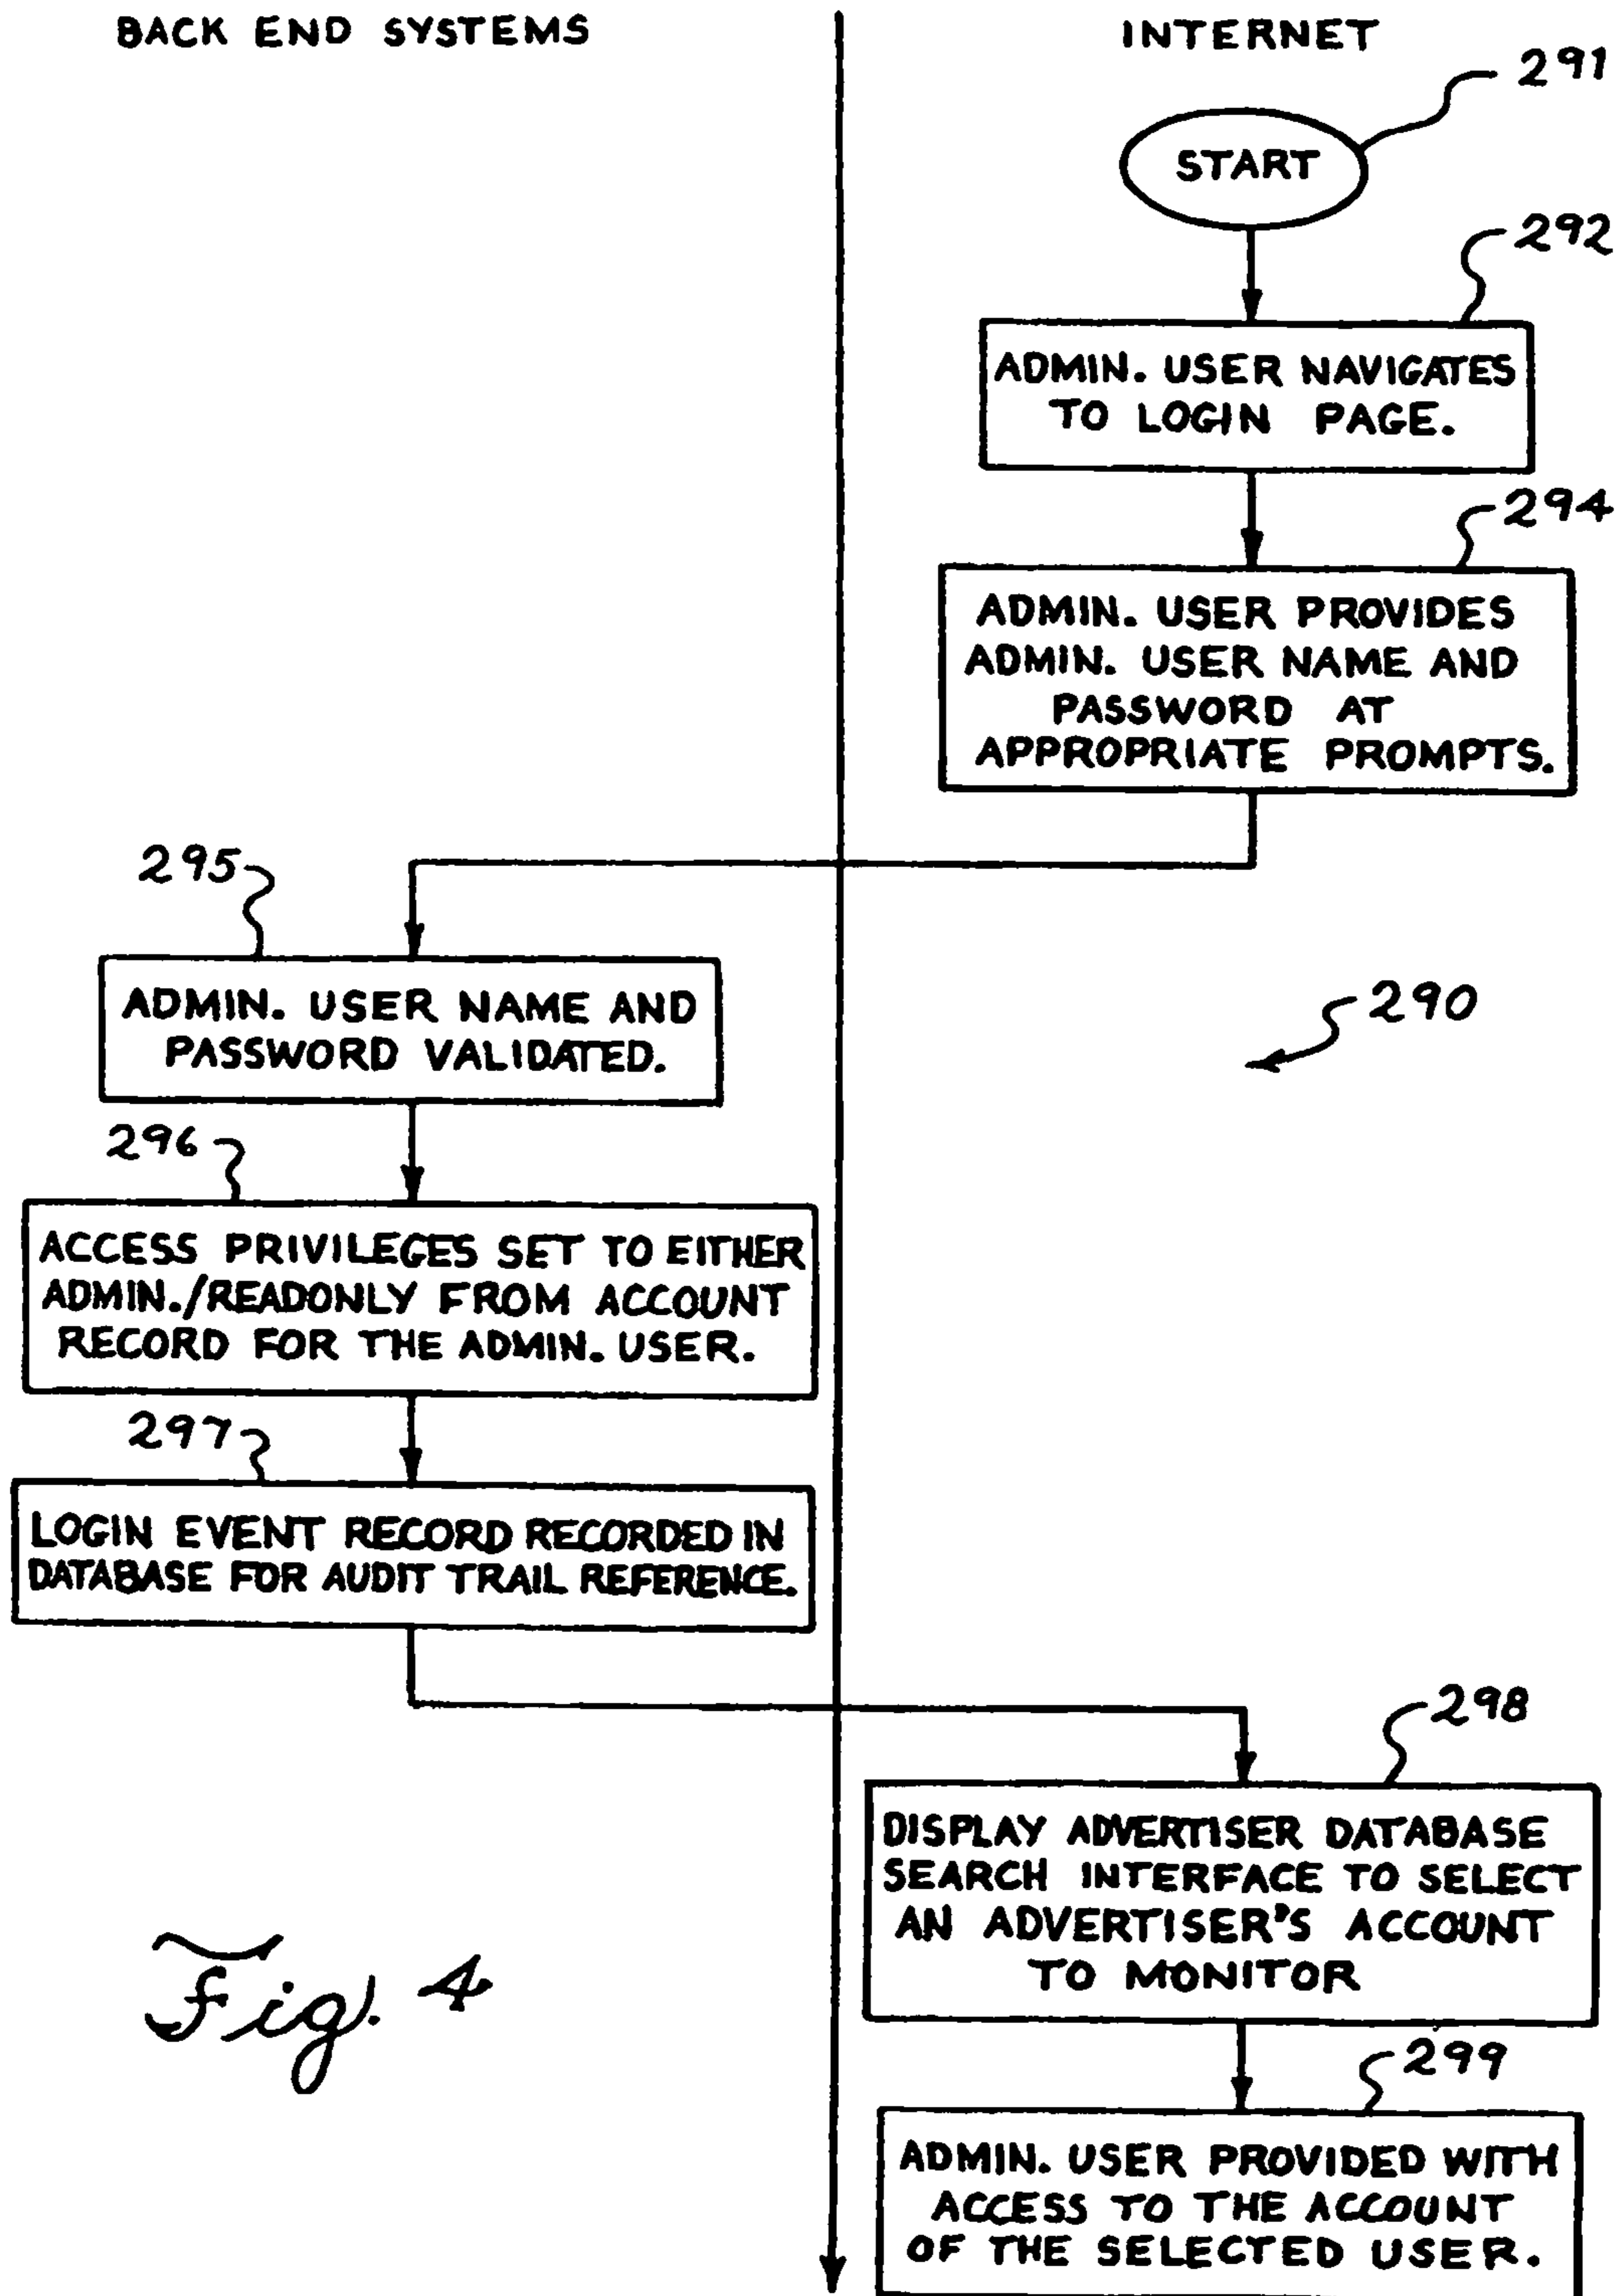 BACK END SYSTEMS
INTERNET
291
START
292
ADMIN. USER NAVIGATES
TO LOGIN PAGE.
294
ADMIN. USER PROVIDES
ADMIN. USER NAME AND
PASSWORD AT
APPROPRIATE PROMPTS.
295
ADMIN. USER NAME AND
PASSWORD VALIDATED.
290
296
ACCESS PRIVILEGES SET TO EITHER
ADMIN./READONLY FROM ACCOUNT
RECORD FOR THE ADMIN. USER.
297
LOGIN EVENT RECORD RECORDED IN
DATABASE FOR AUDIT TRAIL REFERENCE.
298
DISPLAY ADVERTISER DATABASE
SEARCH INTERFACE TO SELECT
AN ADVERTISER'S ACCOUNT
TO MONITOR
Fig. 4
299
ADMIN. USER PROVIDED WITH
ACCESS TO THE ACCOUNT
OF THE SELECTED USER.